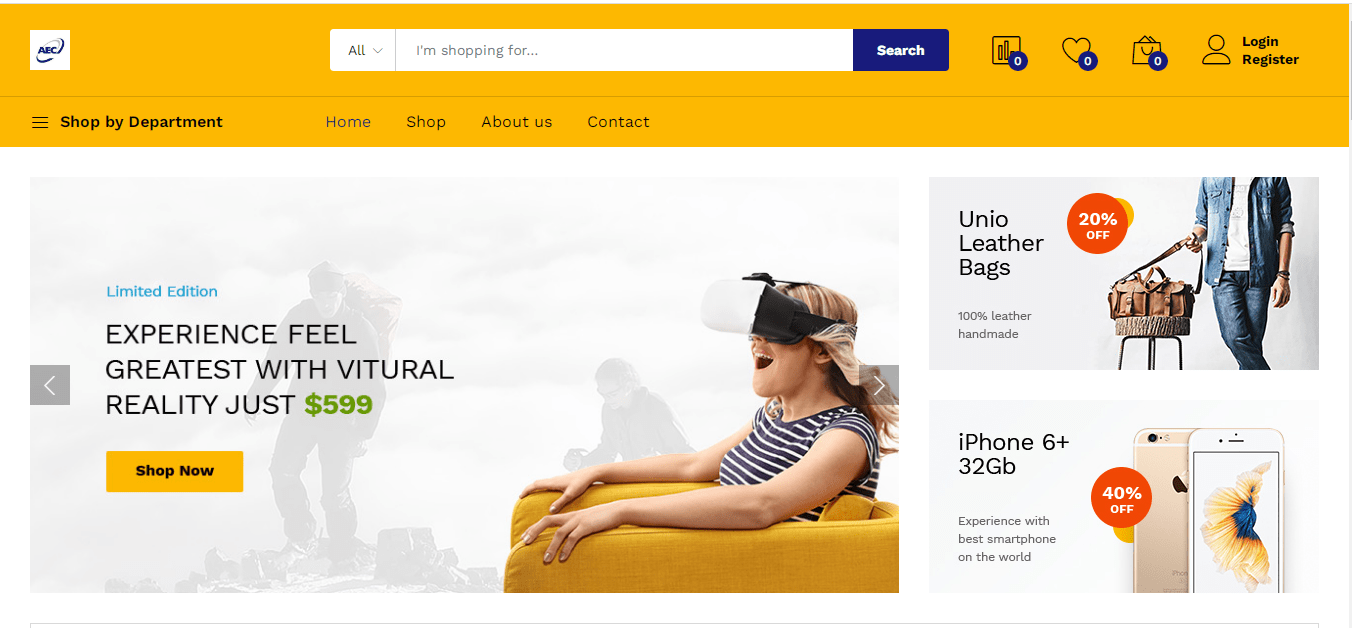 AEC
All
I'm shopping for...
Search
0
0
0
Login
Register
Shop by Department
Home
Shop
About us
Contact
Limited Edition
EXPERIENCE FEEL
GREATEST WITH VITURAL
REALITY JUST $599
Shop Now
Unio
Leather
Bags
20%
OFF
100% leather
handmade
iPhone 6+
32Gb
40%
OFF
Experience with
best smartphone
on the world